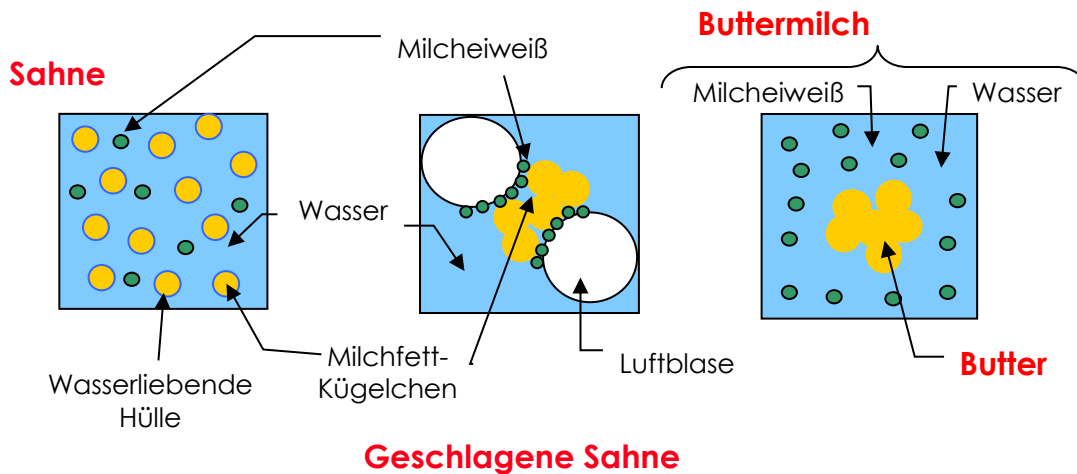 Buttermilch
Milcheiweiß
Sahne
Milcheiweiß
Wasser
Wasser
Wasserliebende
Hülle
Milchfett-
Kügelchen
Luftblase
Butter
Geschlagene Sahne